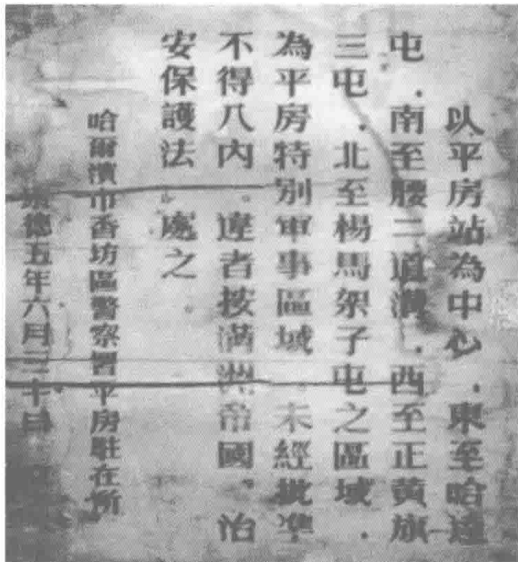 以平房站為中心．東至哈達
屯．南至腰二道溝．西至正黃旗
三屯．北至楊馬架子屯之區域．
為平房特別軍事區域。未經批準
不得入內。違者按滿洲帝國、治
安保護法 處之。
哈爾濱市香坊區警察署平房駐在所
康德五年六月三十日